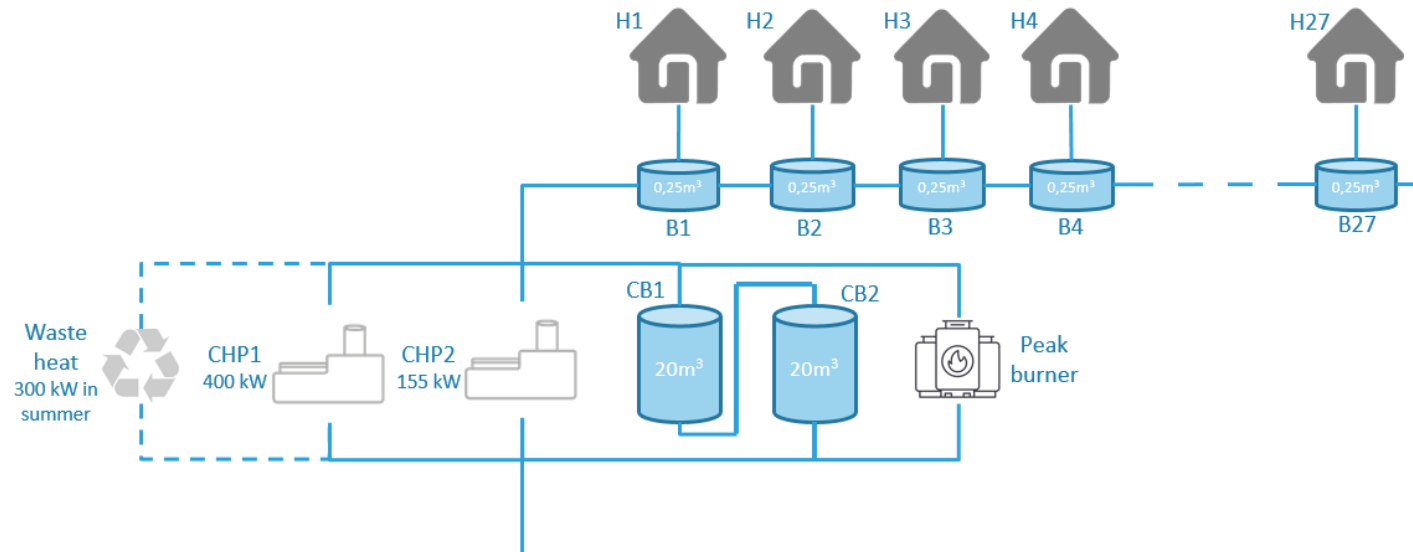 H1
H2
H3
H4
H27
0,25m³
0,25m³
0,25m³
0,25m³
0,25m³
B1
B2
B3
B4
B27
CB1
CB2
Waste
heat
300 kW in
summer
CHP1
400 kW
CHP2
155 kW
20m³
20m³
Peak
burner